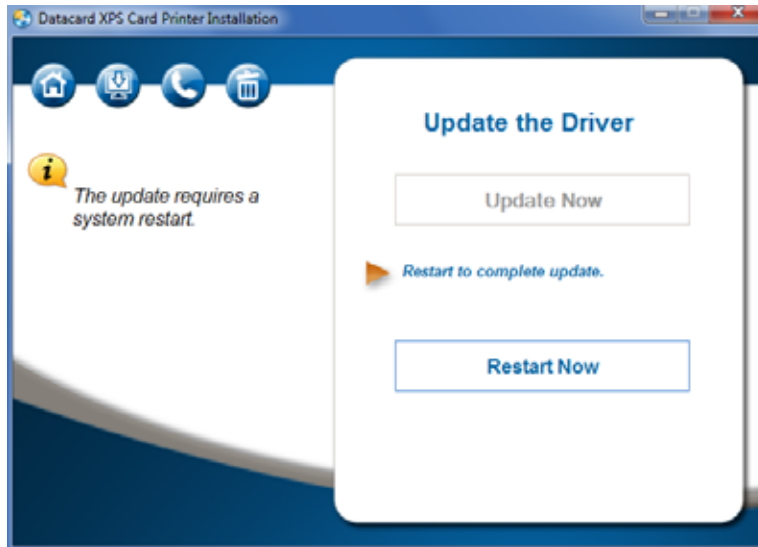 Datacard XPS Card Printer Installation
Update the Driver
i
The update requires a
system restart.
Update Now
Restart to complete update.
Restart Now